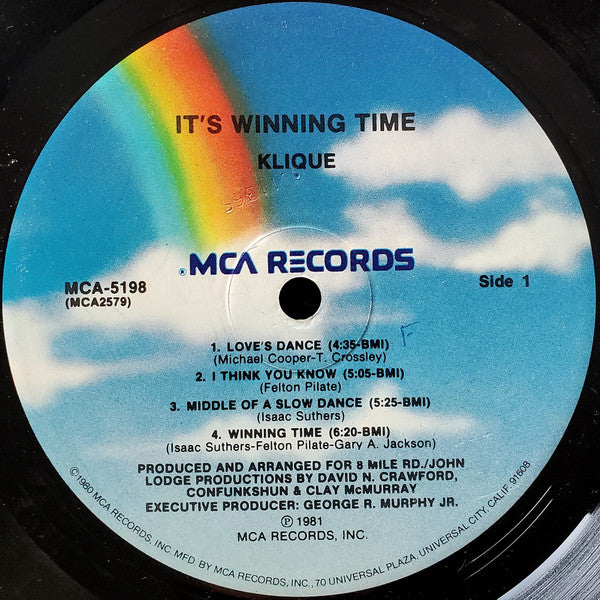 IT'S WINNING TIME
KLIQUE
®MCA RECORDS
MCA-5198
(MCA2579)
Side 1
1. LOVE'S DANCE (4:35-BMI)
(Michael Cooper-T. Crossley)
2. I THINK YOU KNOW (5:05-BMI)
(Felton Pilate)
3. MIDDLE OF A SLOW DANCE (5:25-BMI)
(Isaac Suthers)
4. WINNING TIME (6:20-BMI)
(Isaac Suthers-Felton Pilate-Gary A. Jackson)
PRODUCED AND ARRANGED FOR 8 MILE RD./JOHN
LODGE PRODUCTIONS BY DAVID N. CRAWFORD,
CONFUNKSHUN & CLAY McMURRAY
EXECUTIVE PRODUCER: GEORGE R. MURPHY JR.
℗ 1981
MCA RECORDS, INC.
©1980 MCA RECORDS, INC. MFD. BY MCA RECORDS, INC., 70 UNIVERSAL PLAZA, UNIVERSAL CITY, CALIF. 91608
F